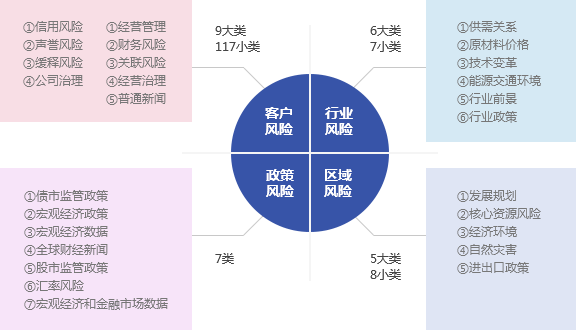 ①信用风险
②声誉风险
③缓释风险
④公司治理
①经营管理
②财务风险
③关联风险
④经营治理
⑤普通新闻
9大类
117小类
6大类
7小类
①供需关系
②原材料价格
③技术变革
④能源交通环境
⑤行业前景
⑥行业政策
客户
风险
行业
风险
政策
风险
区域
风险
①债市监管政策
②宏观经济政策
③宏观经济数据
④全球财经新闻
⑤股市监管政策
⑥汇率风险
⑦宏观经济和金融市场数据
7类
5大类
8小类
①发展规划
②核心资源风险
③经济环境
④自然灾害
⑤进出口政策